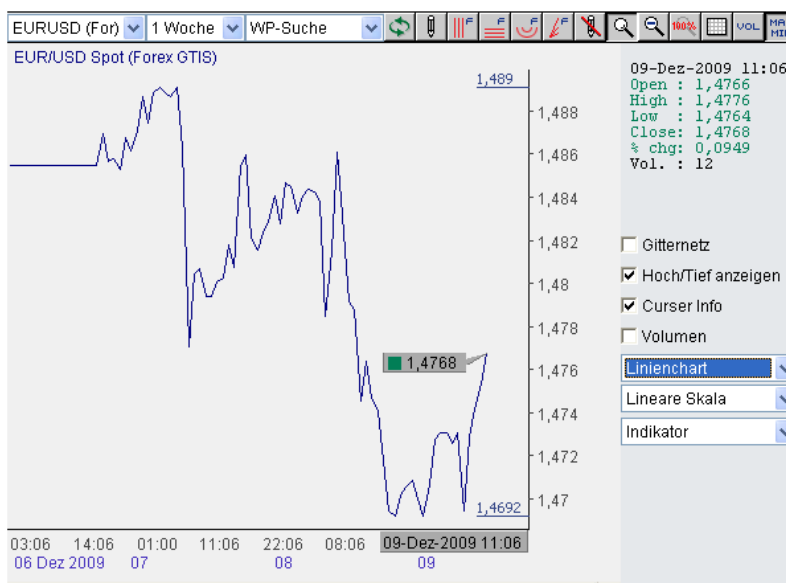 EURUSD (For) 1 Woche WP-Suche F F F F 100% VOL MA MIN
EUR/USD Spot (Forex GTIS)
1,489
1,488
1,486
1,484
1,482
1,48
1,478
1,476
1,474
1,472
1,47
1,4768
1,4692
03:06 14:06 01:00 11:06 22:06 08:06 09-Dez-2009 11:06
06 Dez 2009 07 08 09
09-Dez-2009 11:06
Open : 1,4766
High : 1,4776
Low : 1,4764
Close: 1,4768
% chg: 0,0949
Vol. : 12
Gitternetz
Hoch/Tief anzeigen
Curser Info
Volumen
Linienchart
Lineare Skala
Indikator